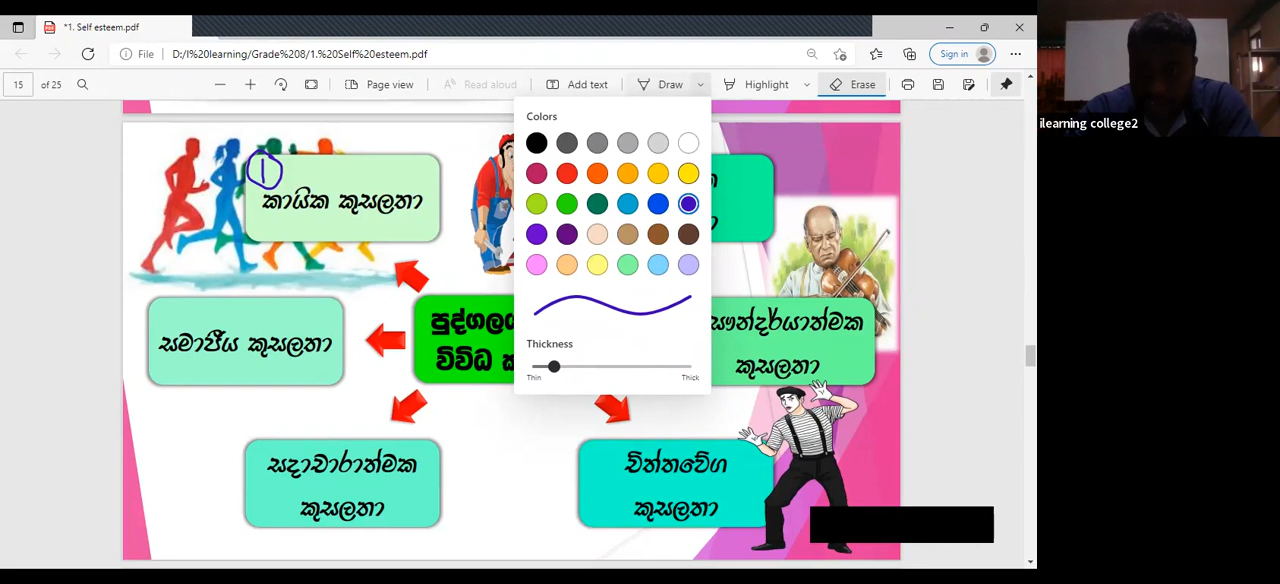 *1. Self esteem.pdf
File
D:/I%20learning/Grade%208/1.%20Self%20esteem.pdf
Sign in
15 of 25
Page view
Read aloud
Add text
Draw
Highlight
Erase
ilearning college2
Colors
Thickness
Thin
Thick
1
කායික කුසලතා
සමාජීය කුසලතා
විවිධ
සෞන්දර්යාත්මක
කුසලතා
සදාචාරාත්මක
කුසලතා
චිත්තවේග
කුසලතා